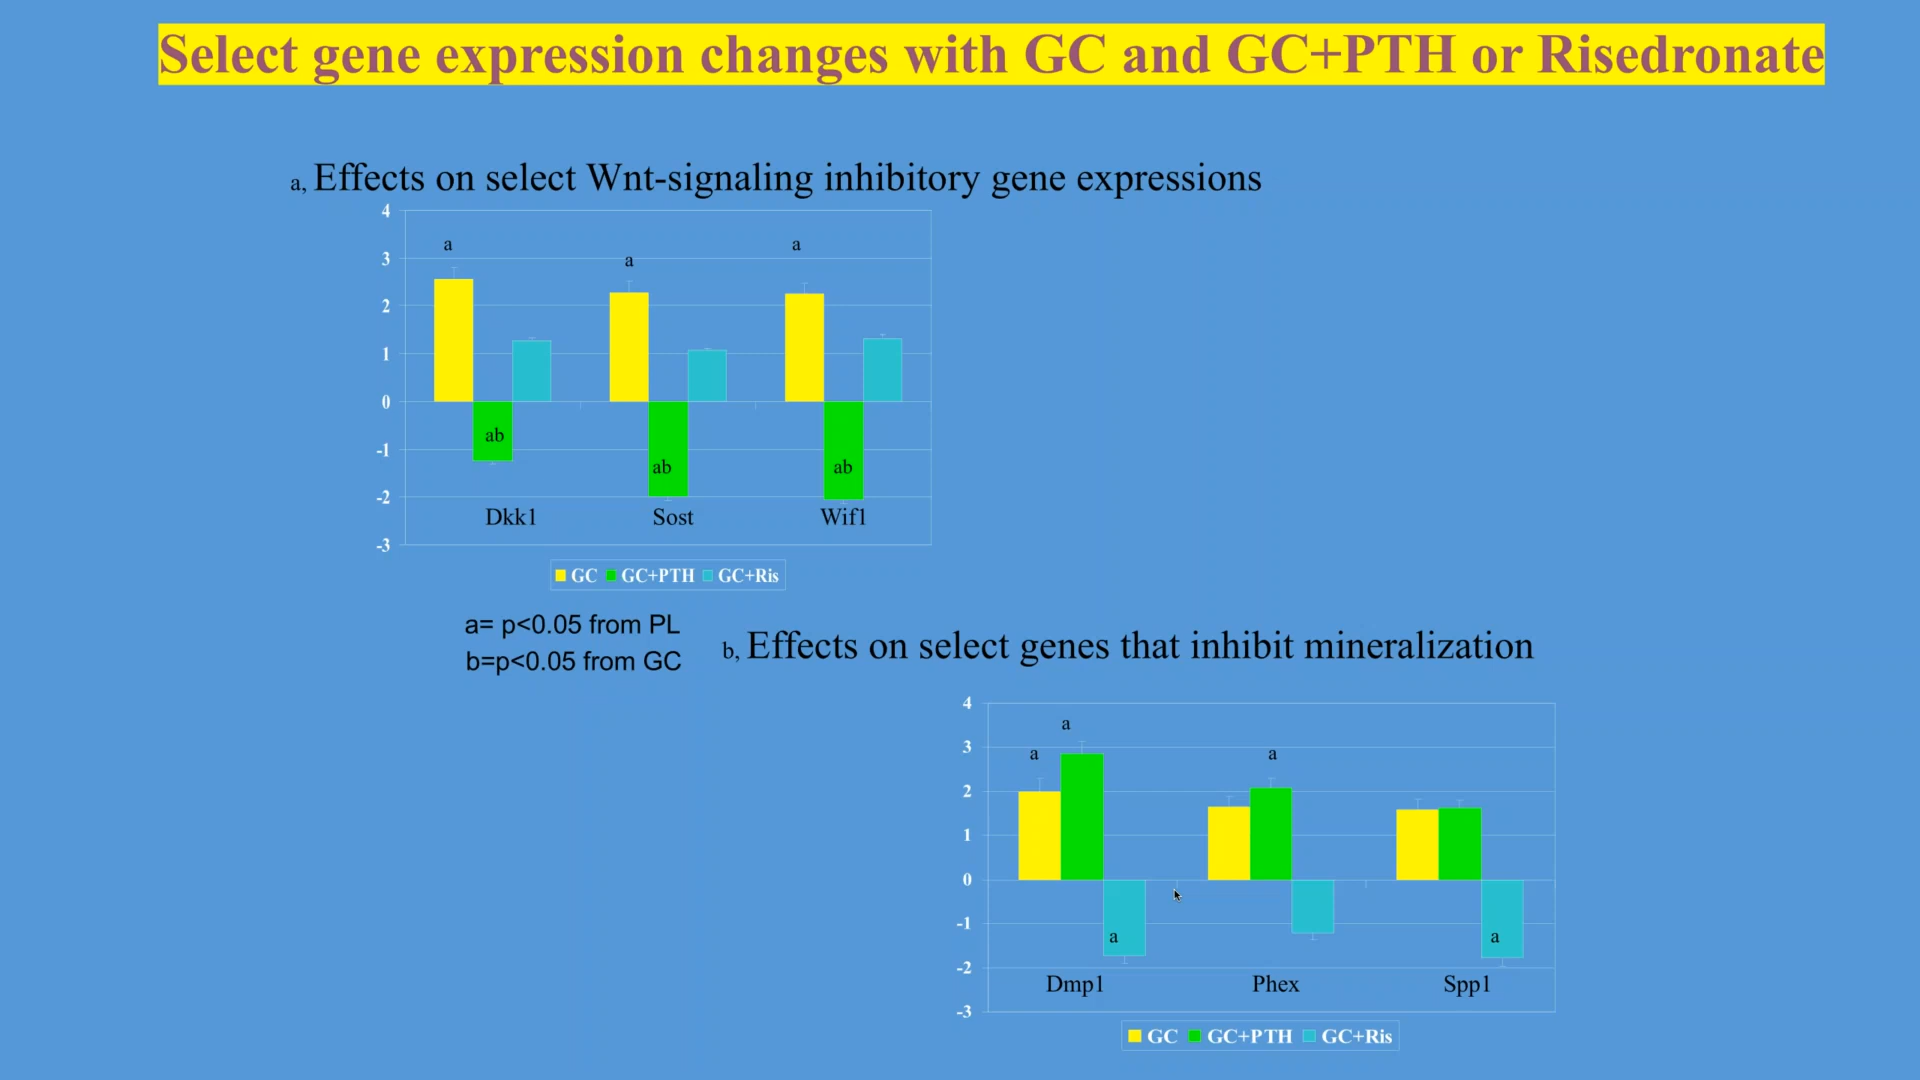 Select gene expression changes with GC and GC+PTH or Risedronate
a, Effects on select Wnt-signaling inhibitory gene expressions
4
3
2
1
0
-1
-2
-3
a
a
a
ab
ab
ab
Dkk1 Sost Wif1
GC GC+PTH GC+Ris
a= p<0.05 from PL
b=p<0.05 from GC
b, Effects on select genes that inhibit mineralization
4
3
2
1
0
-1
-2
-3
a
a
a
a
a
Dmp1 Phex Spp1
GC GC+PTH GC+Ris